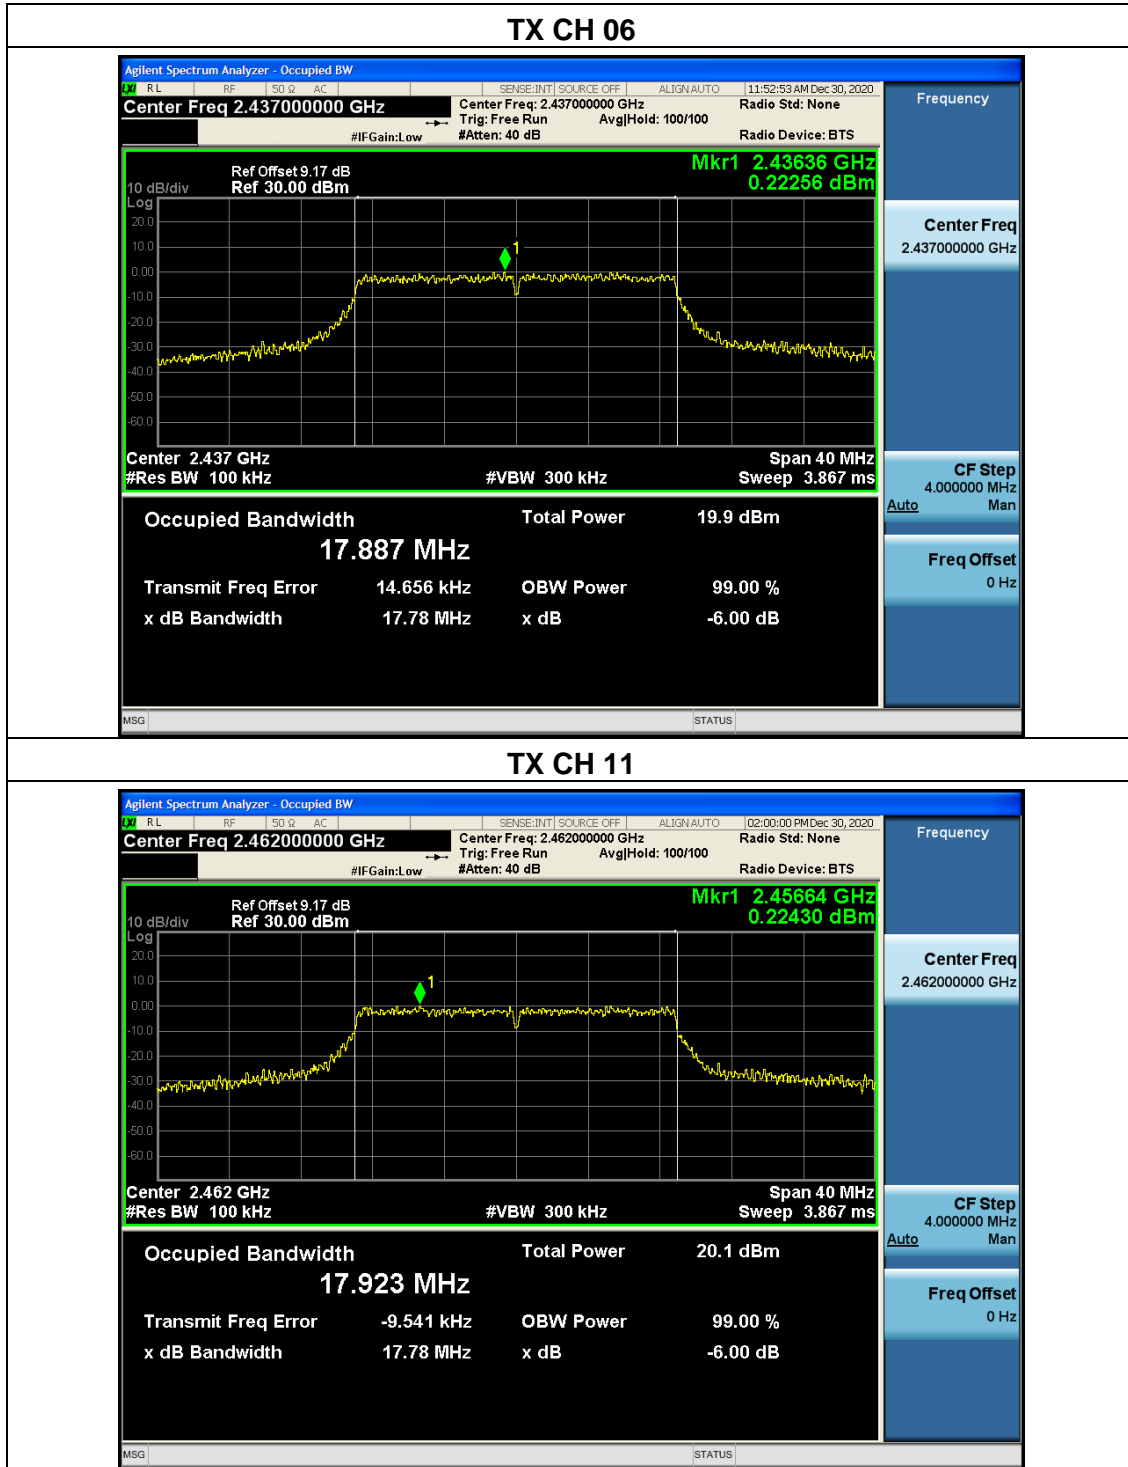 TX CH 06
Agilent Spectrum Analyzer - Occupied BW
LXI RL RF 50 Ω AC SENSE:INT SOURCE OFF ALIGN AUTO 11:52:53 AM Dec 30, 2020
Center Freq 2.437000000 GHz
Center Freq: 2.437000000 GHz Radio Std: None
Trig: Free Run Avg|Hold: 100/100
#IFGain:Low #Atten: 40 dB Radio Device: BTS
Frequency
Mkr1 2.43636 GHz
0.22256 dBm
Ref Offset 9.17 dB
10 dB/div Ref 30.00 dBm
Log
20.0
10.0
0.00
-10.0
-20.0
-30.0
-40.0
-50.0
-60.0
1
Center 2.437 GHz Span 40 MHz
#Res BW 100 kHz #VBW 300 kHz Sweep 3.867 ms
Occupied Bandwidth Total Power 19.9 dBm
17.887 MHz
Transmit Freq Error 14.656 kHz OBW Power 99.00 %
x dB Bandwidth 17.78 MHz x dB -6.00 dB
Center Freq
2.437000000 GHz
CF Step
4.000000 MHz
Auto Man
Freq Offset
0 Hz
MSG STATUS
TX CH 11
Agilent Spectrum Analyzer - Occupied BW
LXI RL RF 50 Ω AC SENSE:INT SOURCE OFF ALIGN AUTO 02:00:00 PM Dec 30, 2020
Center Freq 2.462000000 GHz
Center Freq: 2.462000000 GHz Radio Std: None
Trig: Free Run Avg|Hold: 100/100
#IFGain:Low #Atten: 40 dB Radio Device: BTS
Frequency
Mkr1 2.45664 GHz
0.22430 dBm
Ref Offset 9.17 dB
10 dB/div Ref 30.00 dBm
Log
20.0
10.0
0.00
-10.0
-20.0
-30.0
-40.0
-50.0
-60.0
1
Center 2.462 GHz Span 40 MHz
#Res BW 100 kHz #VBW 300 kHz Sweep 3.867 ms
Occupied Bandwidth Total Power 20.1 dBm
17.923 MHz
Transmit Freq Error -9.541 kHz OBW Power 99.00 %
x dB Bandwidth 17.78 MHz x dB -6.00 dB
Center Freq
2.462000000 GHz
CF Step
4.000000 MHz
Auto Man
Freq Offset
0 Hz
MSG STATUS